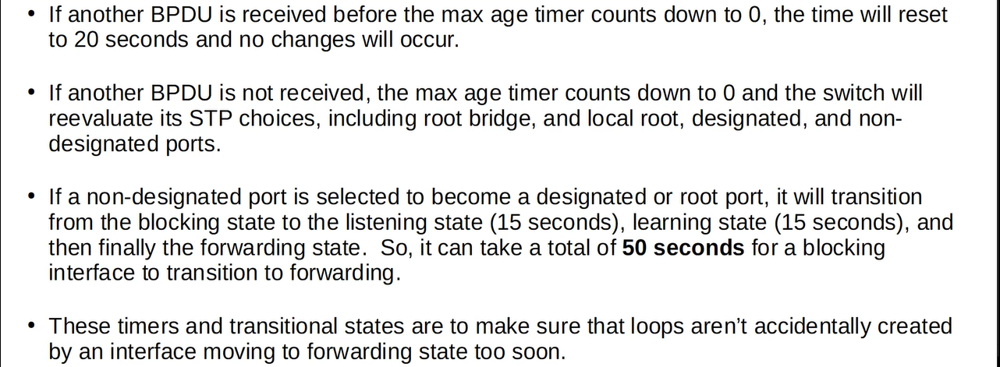 • If another BPDU is received before the max age timer counts down to 0, the time will reset
to 20 seconds and no changes will occur.
• If another BPDU is not received, the max age timer counts down to 0 and the switch will
reevaluate its STP choices, including root bridge, and local root, designated, and non-
designated ports.
• If a non-designated port is selected to become a designated or root port, it will transition
from the blocking state to the listening state (15 seconds), learning state (15 seconds), and
then finally the forwarding state.  So, it can take a total of 50 seconds for a blocking
interface to transition to forwarding.
• These timers and transitional states are to make sure that loops aren’t accidentally created
by an interface moving to forwarding state too soon.